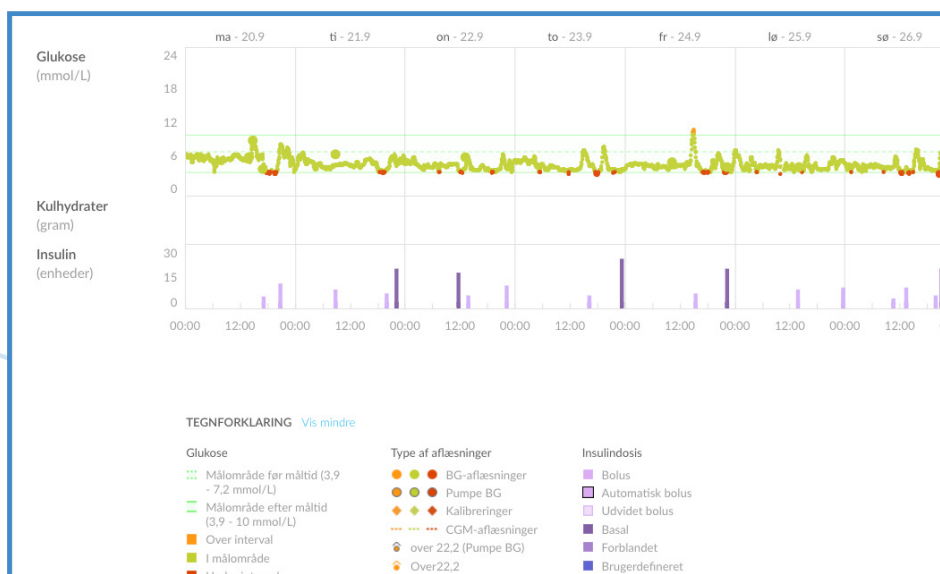 ma - 20.9 ti - 21.9 on - 22.9 to - 23.9 fr - 24.9 lø - 25.9 sø - 26.9
Glukose
(mmol/L)
24
18
12
6
0
Kulhydrater
(gram)
Insulin
(enheder)
30
15
0
00:00 12:00 00:00 12:00 00:00 12:00 00:00 12:00 00:00 12:00 00:00 12:00 00:00 12:00
TEGNFORKLARING Vis mindre
Glukose
Målområde før måltid (3,9
- 7,2 mmol/L)
Målområde efter måltid
(3,9 - 10 mmol/L)
Over interval
I målområde
Type af aflæsninger
BG-aflæsninger
Pumpe BG
Kalibreringer
CGM-aflæsninger
over 22,2 (Pumpe BG)
Over22,2
Insulindosis
Bolus
Automatisk bolus
Udvidet bolus
Basal
Forblandet
Brugerdefineret